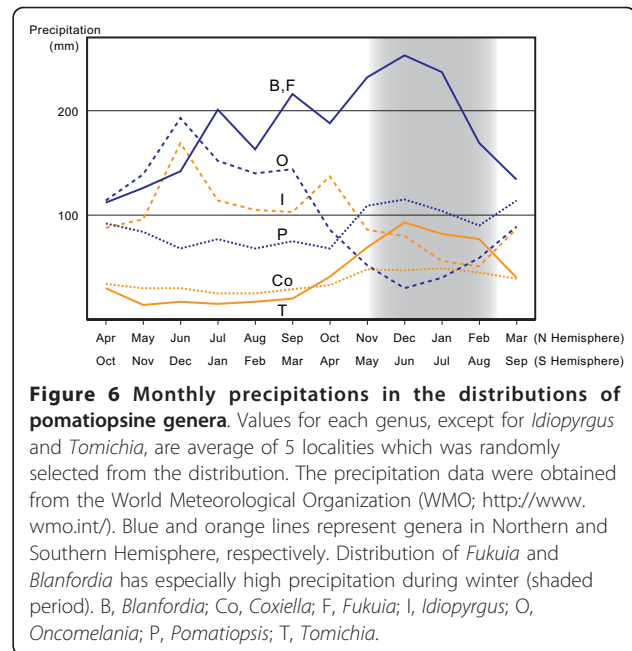 Precipitation
(mm)
B,F
200
O
I
100
P
Co
T
Apr May Jun Jul Aug Sep Oct Nov Dec Jan Feb Mar (N Hemisphere)
Oct Nov Dec Jan Feb Mar Apr May Jun Jul Aug Sep (S Hemisphere)
Figure 6 Monthly precipitations in the distributions of
pomatiopsine genera. Values for each genus, except for Idiopyrgus
and Tomichia, are average of 5 localities which was randomly
selected from the distribution. The precipitation data were obtained
from the World Meteorological Organization (WMO; http://www.
wmo.int/). Blue and orange lines represent genera in Northern and
Southern Hemisphere, respectively. Distribution of Fukuia and
Blanfordia has especially high precipitation during winter (shaded
period). B, Blanfordia; Co, Coxiella; F, Fukuia; I, Idiopyrgus; O,
Oncomelania; P, Pomatiopsis; T, Tomichia.